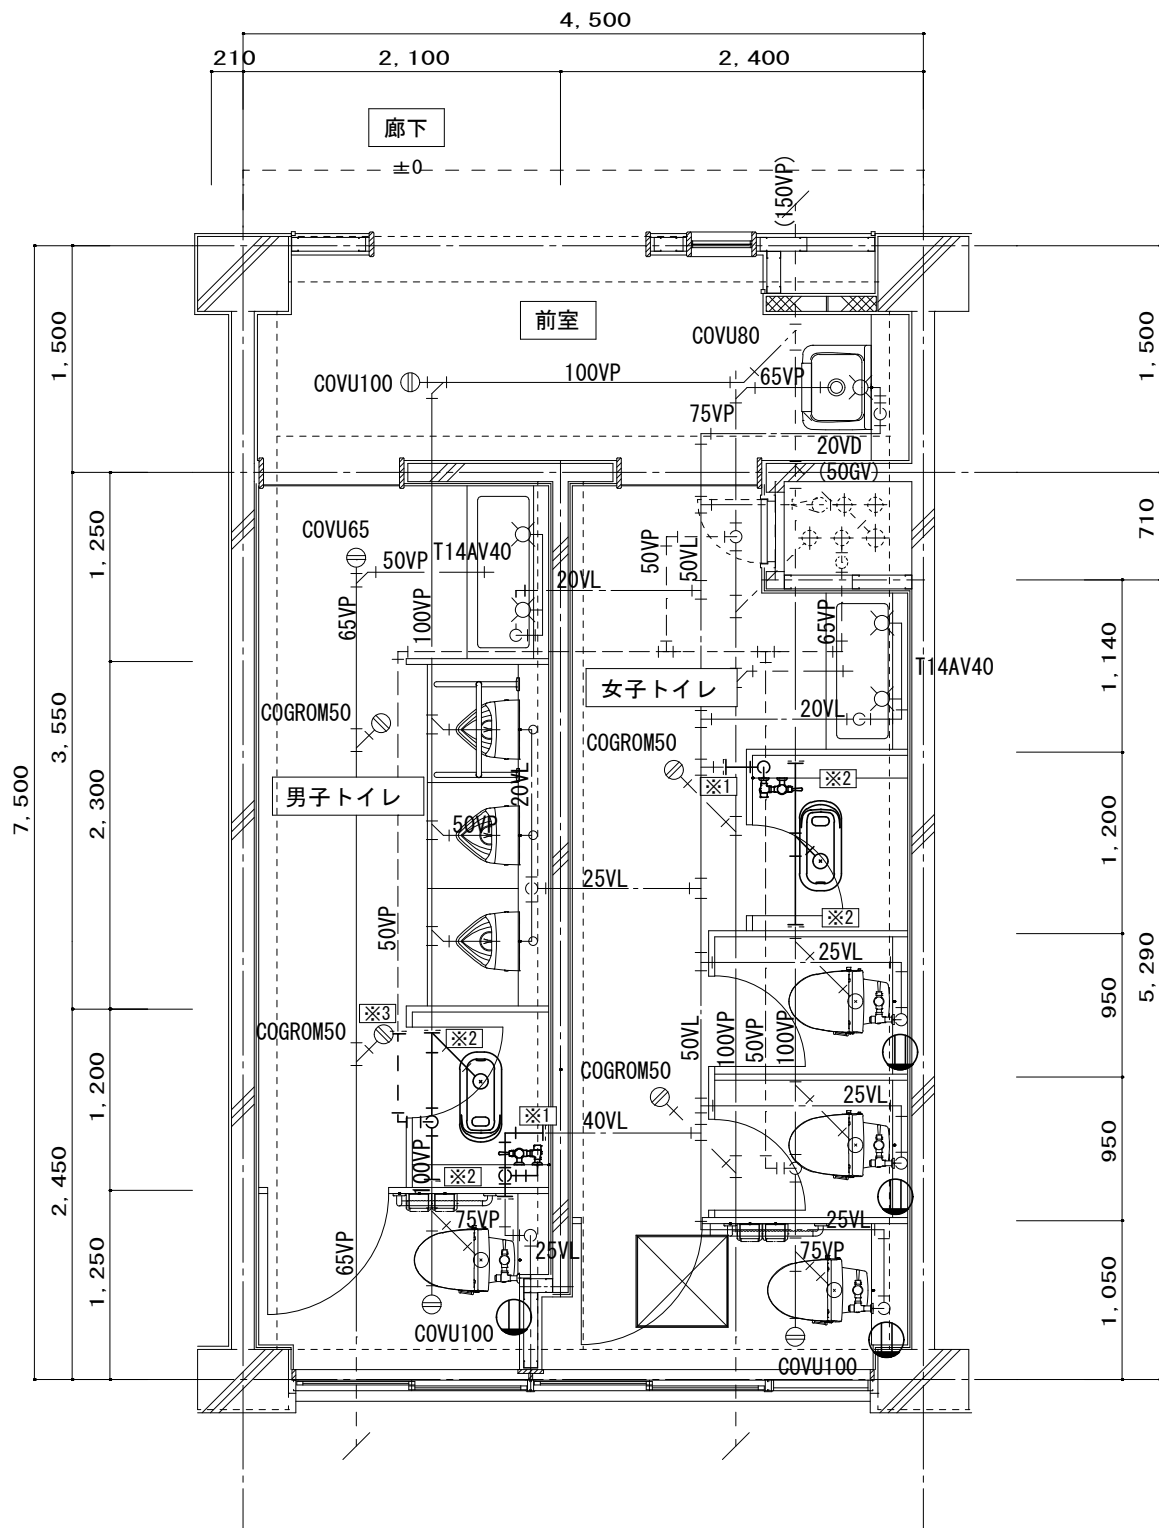 4,500
210
2,100
2,400
廊下
±0
(150VP)
前室
COVU80
COVU100
100VP
65VP
75VP
20VD
(50GV)
1,500
1,500
COVU65
50VP
T14AV40
50VP
50VL
20VL
710
1,250
65VP
100VP
65VP
女子トイレ
T14AV40
1,140
COGROM50
20VL
3,550
COGROM50
※1
※2
男子トイレ
20VL
7,500
2,300
50VP
1,200
25VL
50VP
※2
25VL
5,290
950
※3
COGROM50
※2
50VL
100VP
50VP
100VP
COGROM50
25VL
1,200
※1
40VL
950
2,450
100VP
※2
75VP
25VL
65VP
25VL
75VP
1,250
1,050
COVU100
COVU100